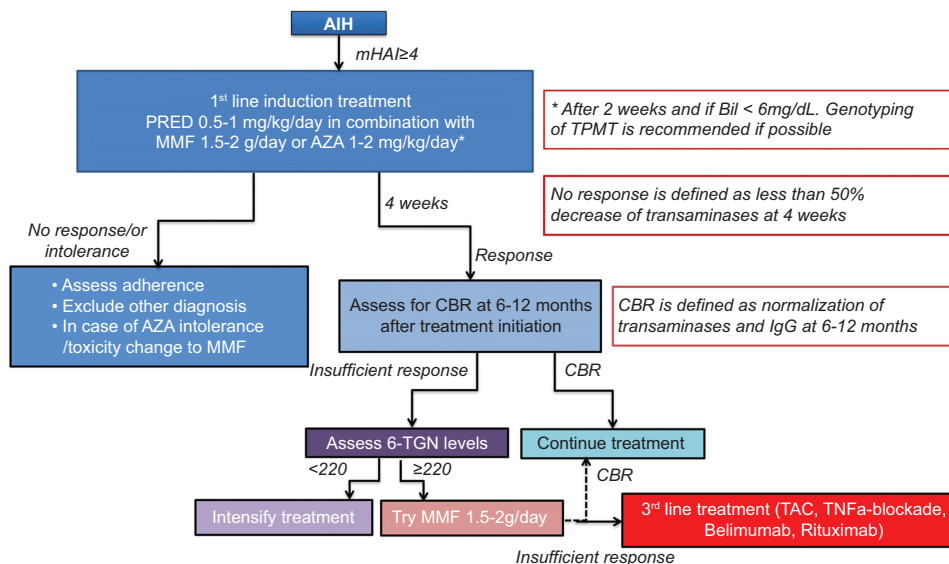 AIH
mHAI≥4
1st line induction treatment
PRED 0.5-1 mg/kg/day in combination with
MMF 1.5-2 g/day or AZA 1-2 mg/kg/day*
* After 2 weeks and if Bil < 6mg/dL. Genotyping
of TPMT is recommended if possible
4 weeks
No response is defined as less than 50%
decrease of transaminases at 4 weeks
No response/or
intolerance
Response
• Assess adherence
• Exclude other diagnosis
• In case of AZA intolerance
/toxicity change to MMF
Assess for CBR at 6-12 months
after treatment initiation
CBR is defined as normalization of
transaminases and IgG at 6-12 months
Insufficient response
CBR
Assess 6-TGN levels
Continue treatment
<220
≥220
CBR
Intensify treatment
Try MMF 1.5-2g/day
3rd line treatment (TAC, TNFa-blockade,
Belimumab, Rituximab)
Insufficient response